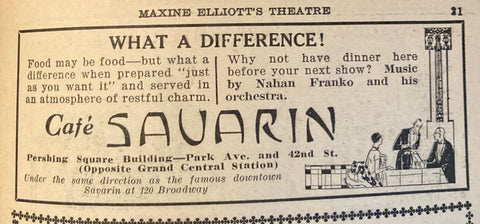 MAXINE ELLIOTT'S THEATRE 21
WHAT A DIFFERENCE!
Food may be food—but what a
difference when prepared "just
as you want it" and served in
an atmosphere of restful charm.
Why not have dinner here
before your next show? Music
by Nahan Franko and his
orchestra.
Café SAVARIN
Pershing Square Building—Park Ave. and 42nd St.
(Opposite Grand Central Station)
Under the same direction as the famous downtown
Savarin at 120 Broadway